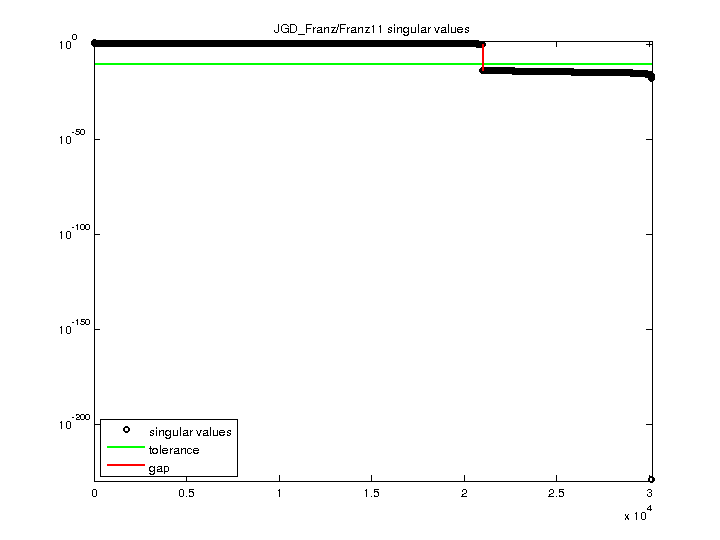 JGD_Franz/Franz11 singular values
10^0
10^-50
10^-100
10^-150
10^-200
singular values
tolerance
gap
0 0.5 1 1.5 2 2.5 3
x 10^4